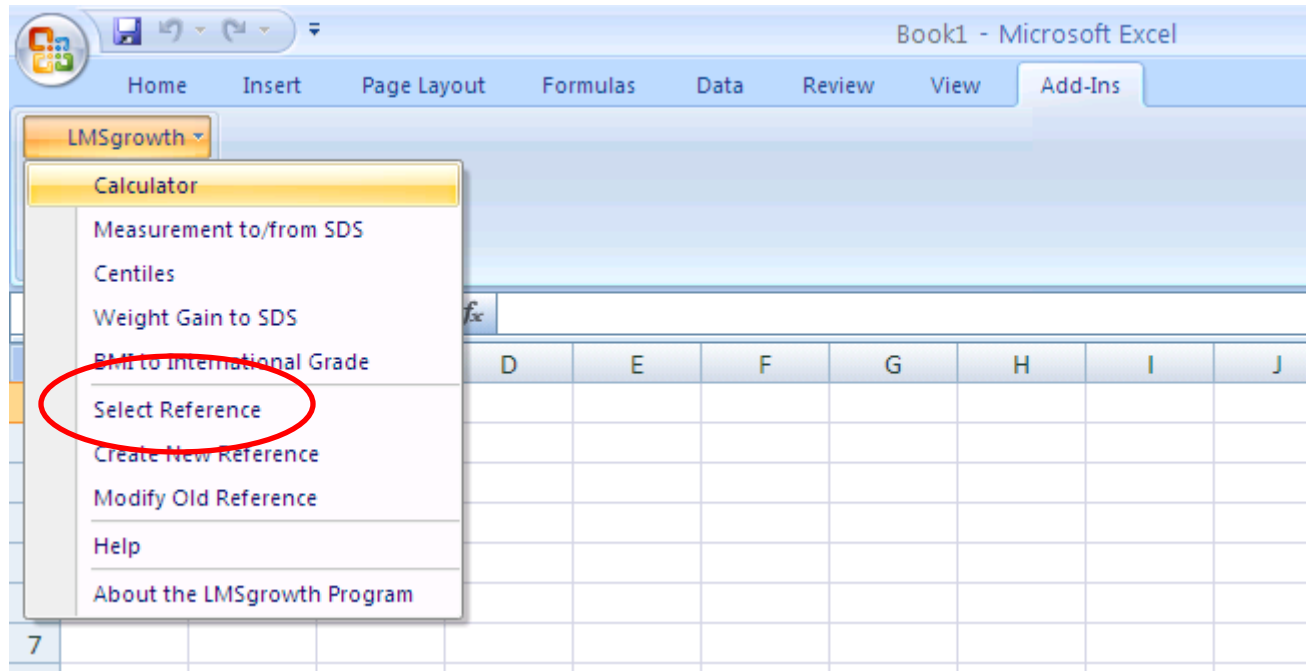 Book1 - Microsoft Excel
Home Insert Page Layout Formulas Data Review View Add-Ins
LMSgrowth
Calculator
Measurement to/from SDS
Centiles
Weight Gain to SDS
fx
BMI to International Grade
D E F G H I J
Select Reference
Create New Reference
Modify Old Reference
Help
About the LMSgrowth Program
7